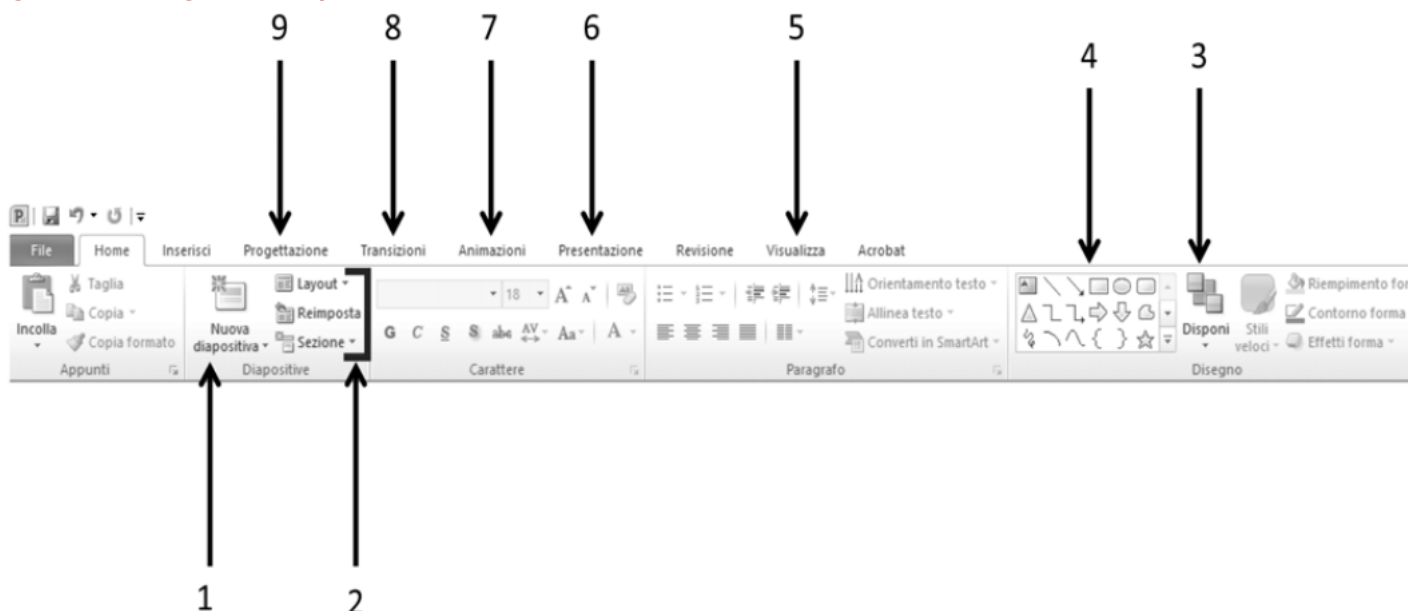 9 8 7 6 5 4 3
File Home Inserisci Progettazione Transizioni Animazioni Presentazione Revisione Visualizza Acrobat
Incolla
Taglia
Copia
Copia formato
Appunti
Nuova
diapositiva
Layout
Reimposta
Sezione
Diapositive
18 A A
G C S S abc AV Aa A
Carattere
Orientamento testo
Allinea testo
Converti in SmartArt
Paragrafo
Disponi
Stili
veloci
Riempimento for
Contorno forma
Effetti forma
Disegno
1 2